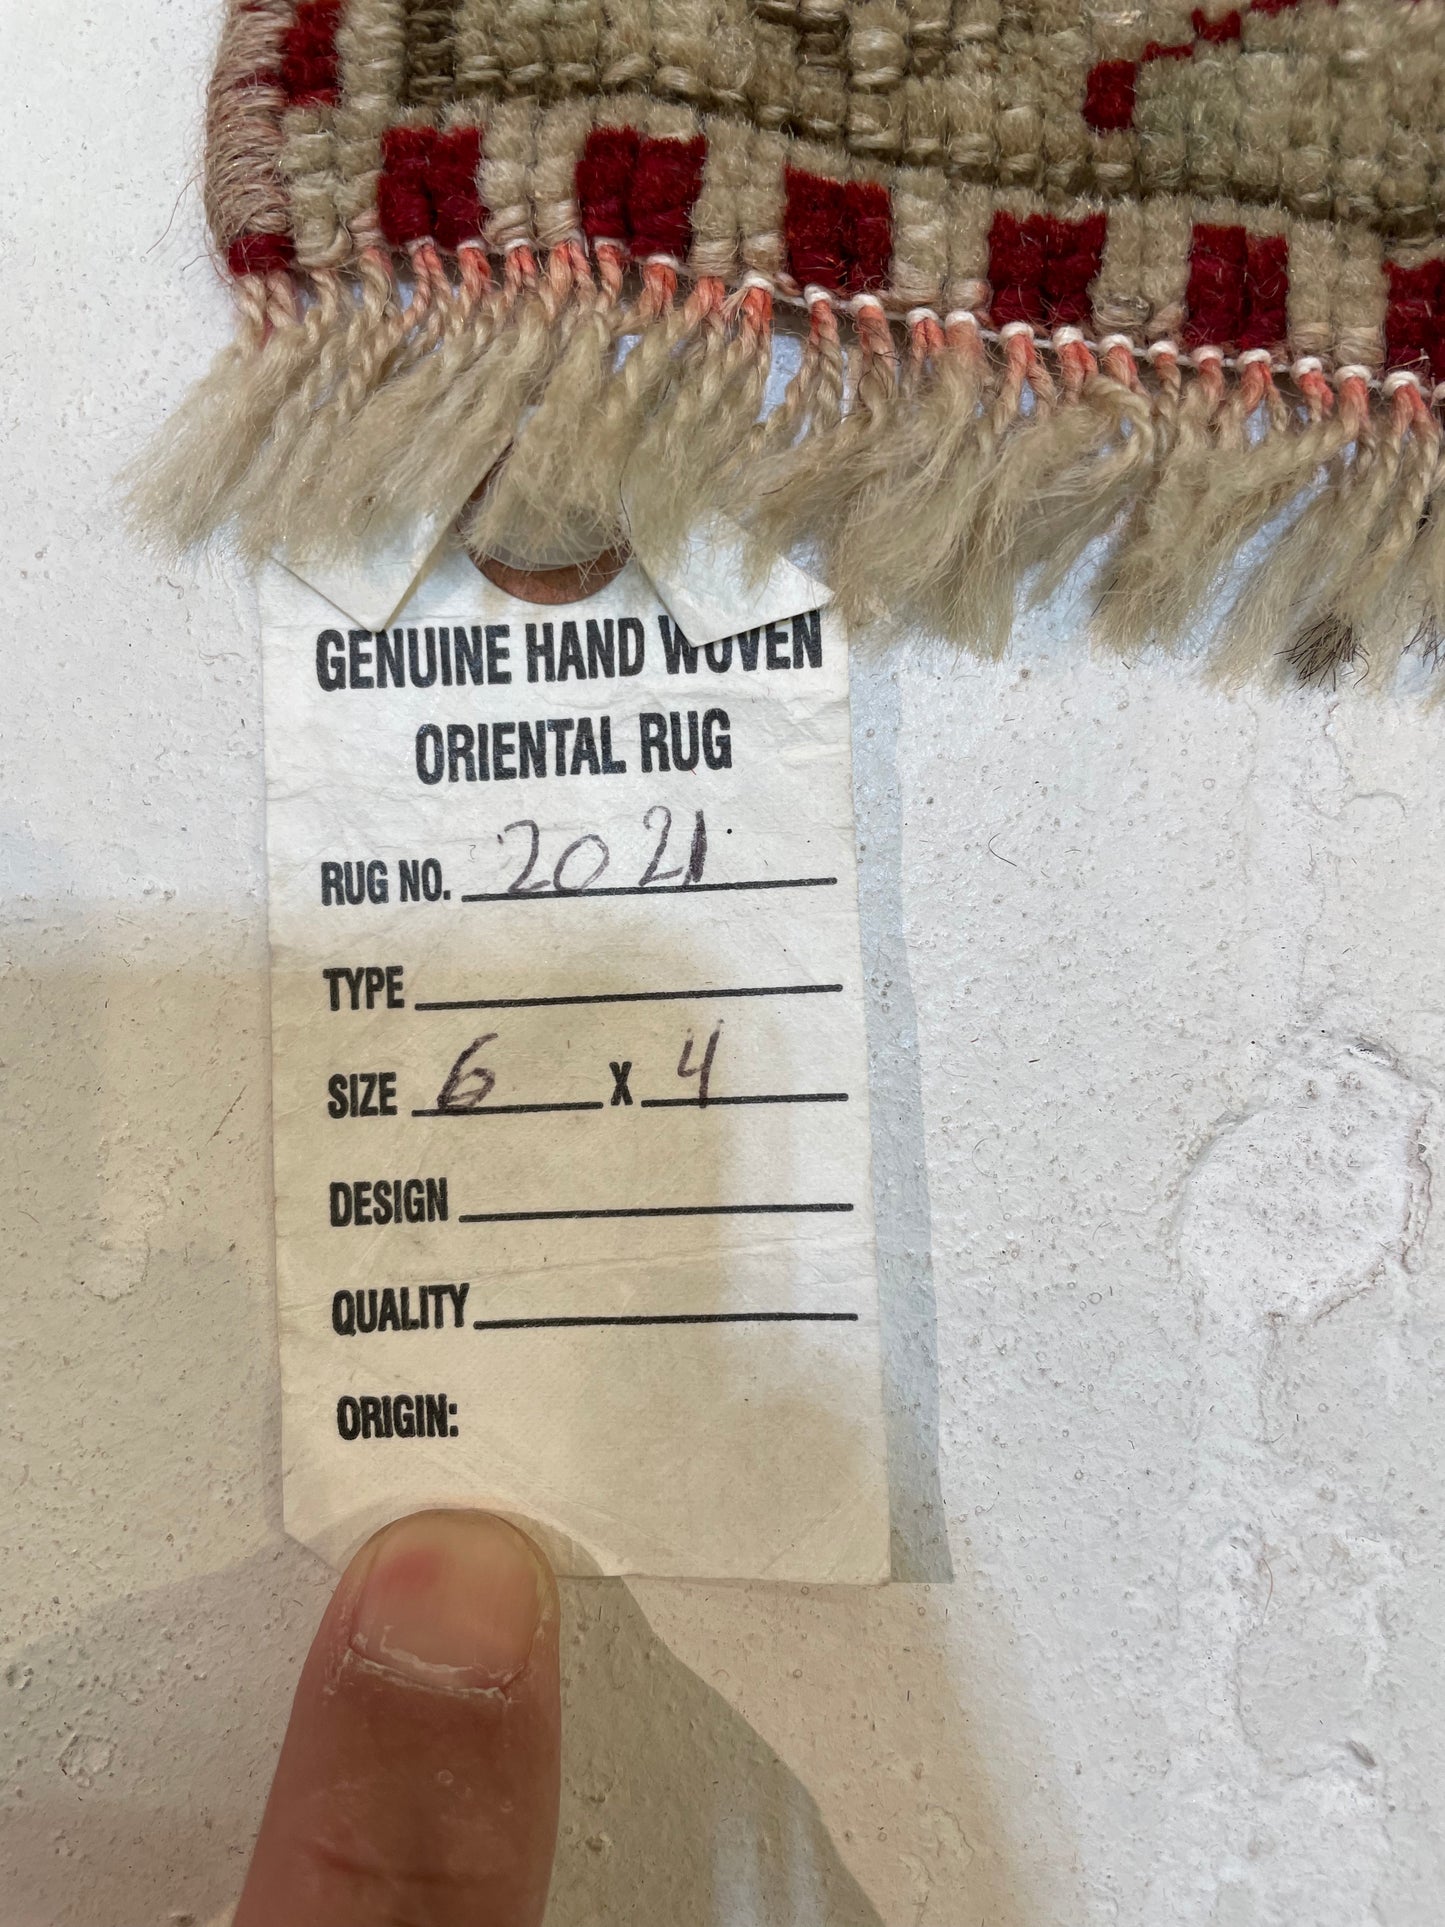 GENUINE HAND WOVEN
ORIENTAL RUG
RUG NO. 2021
TYPE
SIZE 6 X 4
DESIGN
QUALITY
ORIGIN: